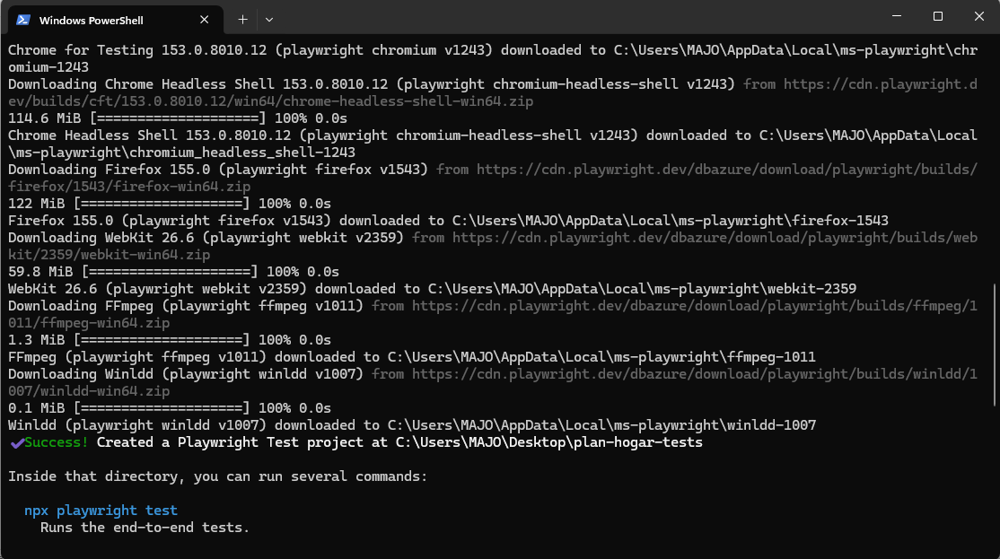 Windows PowerShell
Chrome for Testing 153.0.8010.12 (playwright chromium v1243) downloaded to C:\Users\MAJO\AppData\Local\ms-playwright\chr
omium-1243
Downloading Chrome Headless Shell 153.0.8010.12 (playwright chromium-headless-shell v1243) from https://cdn.playwright.d
ev/builds/cft/153.0.8010.12/win64/chrome-headless-shell-win64.zip
114.6 MiB [====================] 100% 0.0s
Chrome Headless Shell 153.0.8010.12 (playwright chromium-headless-shell v1243) downloaded to C:\Users\MAJO\AppData\Local
\ms-playwright\chromium_headless_shell-1243
Downloading Firefox 155.0 (playwright firefox v1543) from https://cdn.playwright.dev/dbazure/download/playwright/builds/
firefox/1543/firefox-win64.zip
122 MiB [====================] 100% 0.0s
Firefox 155.0 (playwright firefox v1543) downloaded to C:\Users\MAJO\AppData\Local\ms-playwright\firefox-1543
Downloading WebKit 26.6 (playwright webkit v2359) from https://cdn.playwright.dev/dbazure/download/playwright/builds/web
kit/2359/webkit-win64.zip
59.8 MiB [====================] 100% 0.0s
WebKit 26.6 (playwright webkit v2359) downloaded to C:\Users\MAJO\AppData\Local\ms-playwright\webkit-2359
Downloading FFmpeg (playwright ffmpeg v1011) from https://cdn.playwright.dev/dbazure/download/playwright/builds/ffmpeg/1
011/ffmpeg-win64.zip
1.3 MiB [====================] 100% 0.0s
FFmpeg (playwright ffmpeg v1011) downloaded to C:\Users\MAJO\AppData\Local\ms-playwright\ffmpeg-1011
Downloading Winldd (playwright winldd v1007) from https://cdn.playwright.dev/dbazure/download/playwright/builds/winldd/1
007/winldd-win64.zip
0.1 MiB [====================] 100% 0.0s
Winldd (playwright winldd v1007) downloaded to C:\Users\MAJO\AppData\Local\ms-playwright\winldd-1007
✔Success! Created a Playwright Test project at C:\Users\MAJO\Desktop\plan-hogar-tests
Inside that directory, you can run several commands:
npx playwright test
Runs the end-to-end tests.